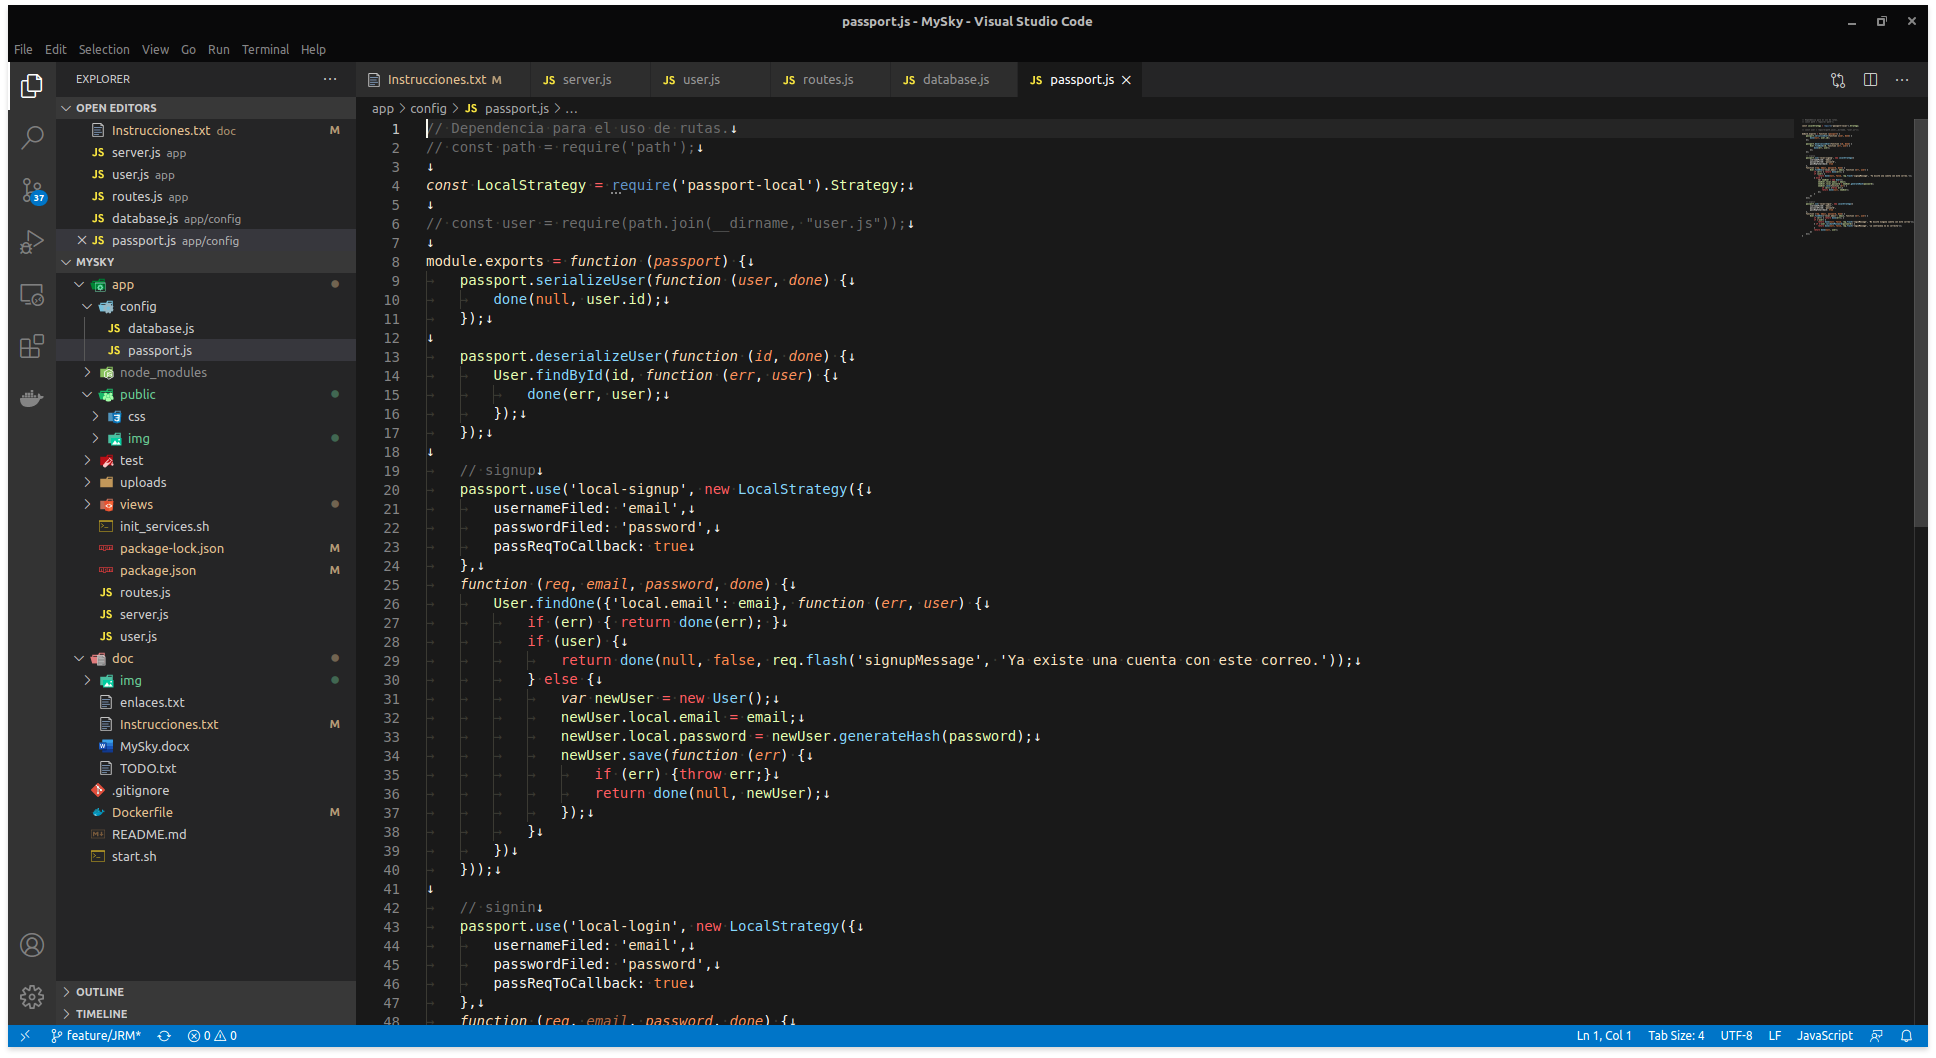 passport.js - MySky - Visual Studio Code
File Edit Selection View Go Run Terminal Help
EXPLORER
OPEN EDITORS
Instrucciones.txt doc M
JS server.js app
JS user.js app
JS routes.js app
JS database.js app/config
JS passport.js app/config
MYSKY
app
config
JS database.js
JS passport.js
node_modules
public
css
img
test
uploads
views
init_services.sh
package-lock.json M
package.json M
JS routes.js
JS server.js
JS user.js
doc
img
enlaces.txt
Instrucciones.txt M
MySky.docx
TODO.txt
.gitignore
Dockerfile M
README.md
start.sh
OUTLINE
TIMELINE
37
Instrucciones.txt M JS server.js JS user.js JS routes.js JS database.js JS passport.js
app > config > JS passport.js > ...
1 // Dependencia para el uso de rutas.↓
2 // const path = require('path');↓
3 ↓
4 const LocalStrategy = require('passport-local').Strategy;↓
5 ↓
6 // const user = require(path.join(__dirname, "user.js"));↓
7 ↓
8 module.exports = function (passport) {↓
9 passport.serializeUser(function (user, done) {↓
10 done(null, user.id);↓
11 });↓
12 ↓
13 passport.deserializeUser(function (id, done) {↓
14 User.findById(id, function (err, user) {↓
15 done(err, user);↓
16 });↓
17 });↓
18 ↓
19 // signup↓
20 passport.use('local-signup', new LocalStrategy({↓
21 usernameFiled: 'email',↓
22 passwordFiled: 'password',↓
23 passReqToCallback: true↓
24 },↓
25 function (req, email, password, done) {↓
26 User.findOne({'local.email': emai}, function (err, user) {↓
27 if (err) { return done(err); }↓
28 if (user) {↓
29 return done(null, false, req.flash('signupMessage', 'Ya existe una cuenta con este correo.'));↓
30 } else {↓
31 var newUser = new User();↓
32 newUser.local.email = email;↓
33 newUser.local.password = newUser.generateHash(password);↓
34 newUser.save(function (err) {↓
35 if (err) {throw err;}↓
36 return done(null, newUser);↓
37 });↓
38 }↓
39 })↓
40 }));↓
41 ↓
42 // signin↓
43 passport.use('local-login', new LocalStrategy({↓
44 usernameFiled: 'email',↓
45 passwordFiled: 'password',↓
46 passReqToCallback: true↓
47 },↓
48 function (req, email, password, done) {↓
feature/JRM* 0 0 Ln 1, Col 1 Tab Size: 4 UTF-8 LF JavaScript